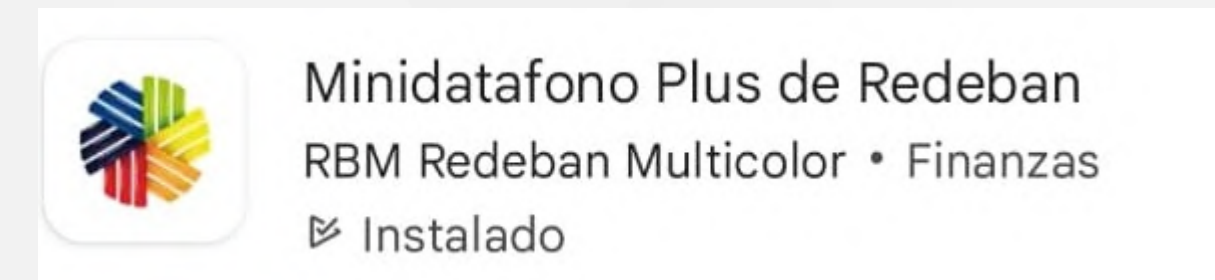 Minidatafono Plus de Redeban
RBM Redeban Multicolor • Finanzas
Instalado